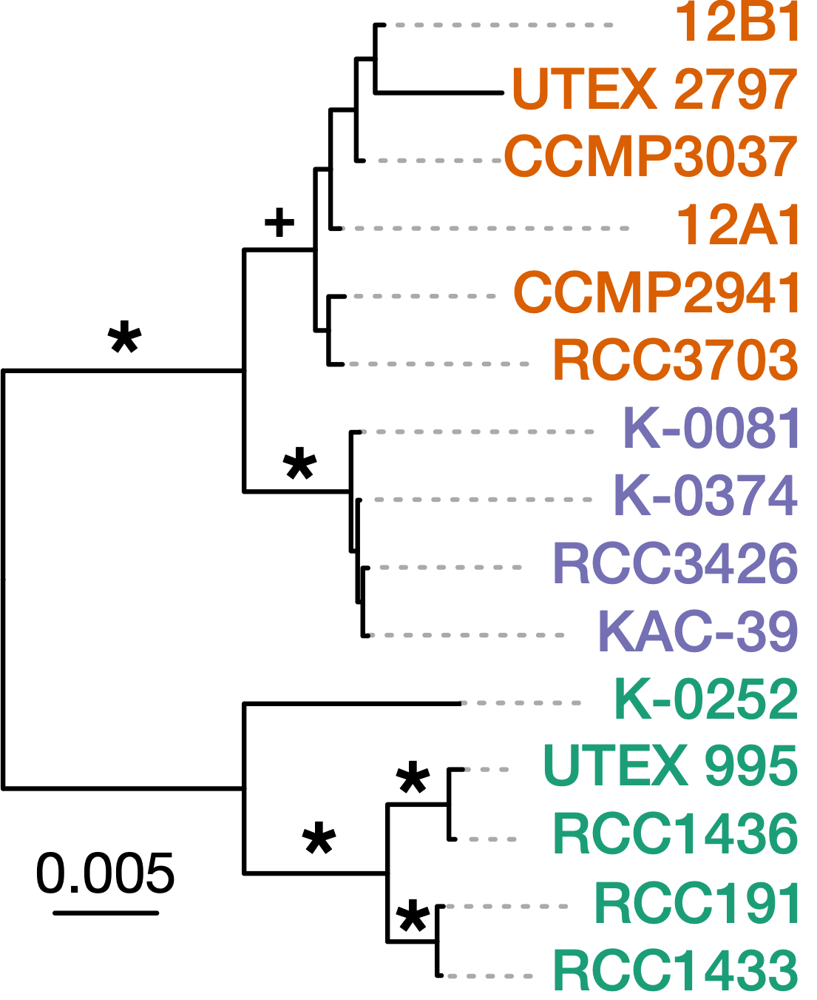 12B1
UTEX 2797
CCMP3037
12A1
+
CCMP2941
*
RCC3703
K-0081
*
K-0374
RCC3426
KAC-39
K-0252
UTEX 995
*
RCC1436
*
0.005
RCC191
*
RCC1433